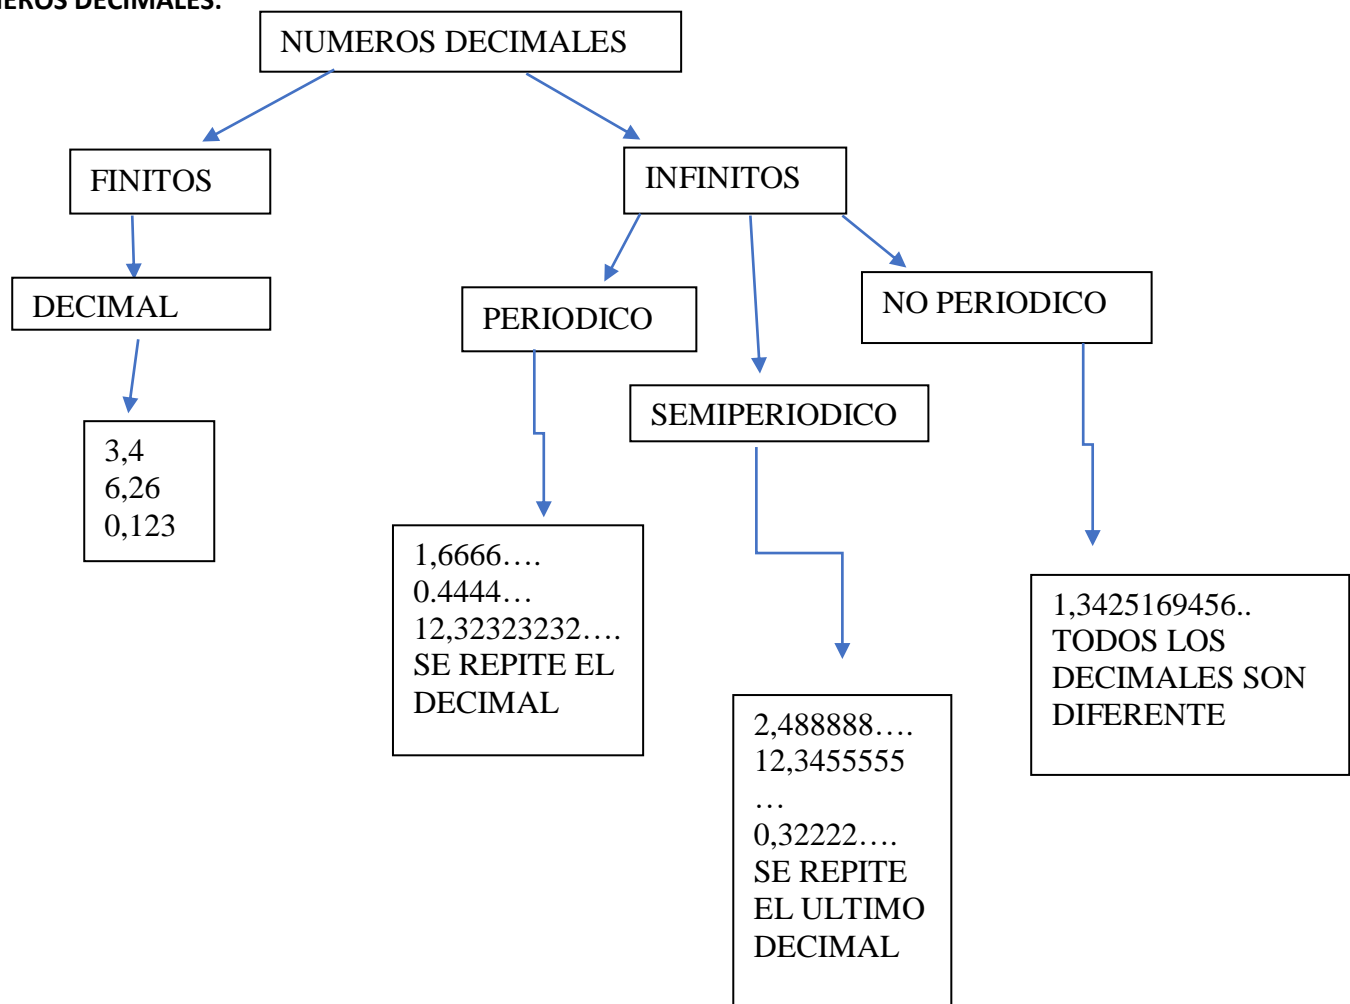 DECIMALES:
NUMEROS DECIMALES
FINITOS
INFINITOS
DECIMAL
PERIODICO
NO PERIODICO
SEMIPERIODICO
3,4
6,26
0,123
1,6666….
0.4444…
12,32323232….
SE REPITE EL
DECIMAL
2,488888….
12,3455555
…
0,32222….
SE REPITE
EL ULTIMO
DECIMAL
1,3425169456..
TODOS LOS
DECIMALES SON
DIFERENTE